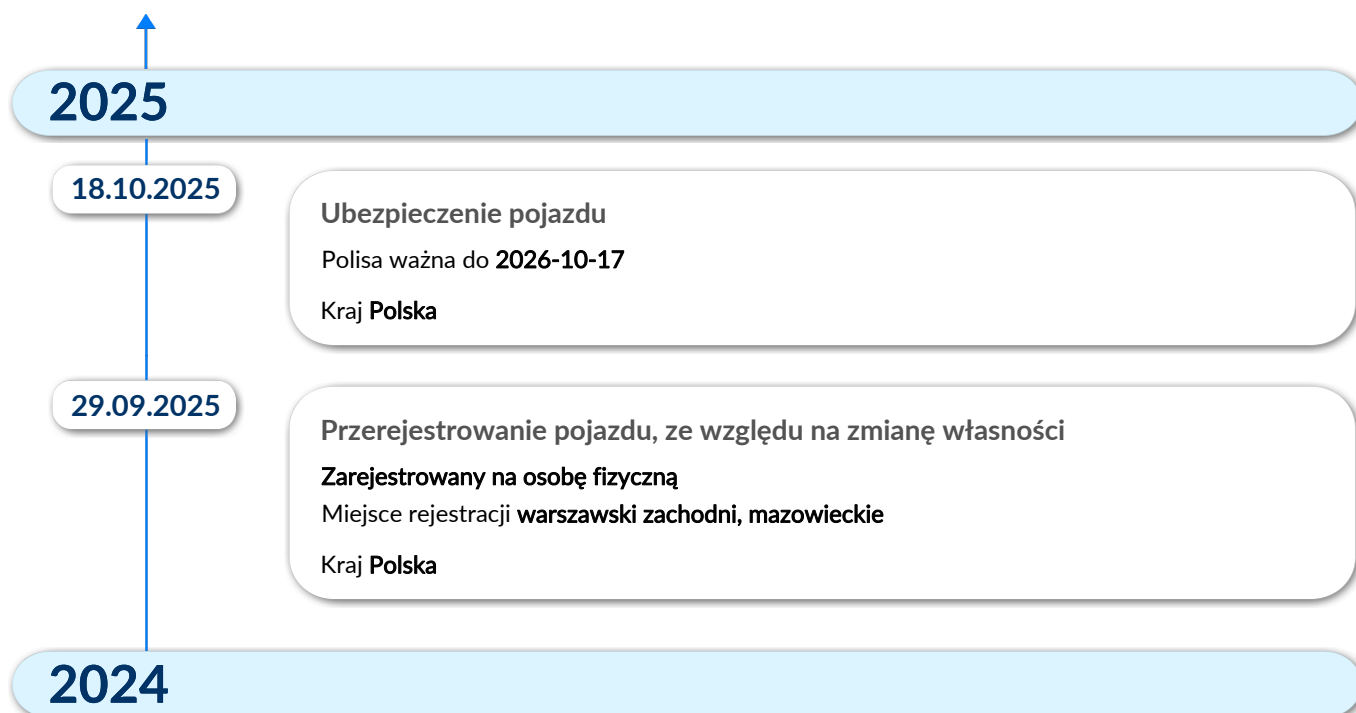 2025
18.10.2025
Ubezpieczenie pojazdu
Polisa ważna do 2026-10-17
Kraj Polska
29.09.2025
Przerejestrowanie pojazdu, ze względu na zmianę własności
Zarejestrowany na osobę fizyczną
Miejsce rejestracji warszawski zachodni, mazowieckie
Kraj Polska
2024